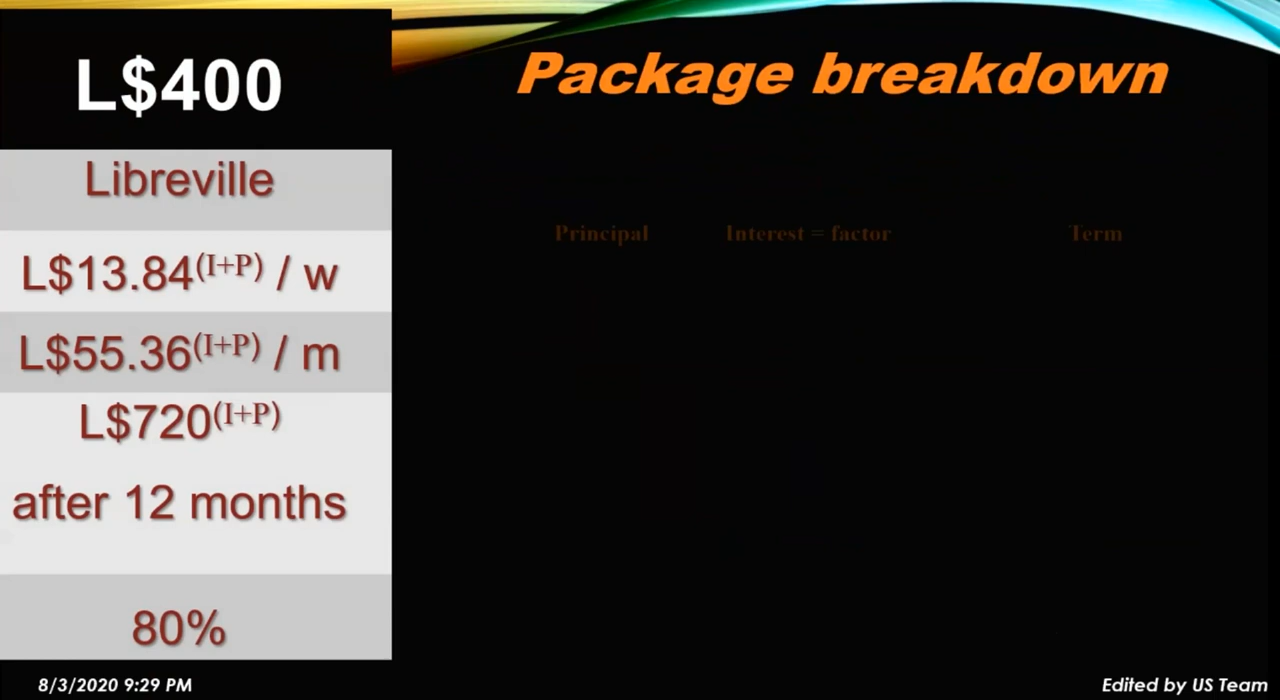 L$400
Package breakdown
Libreville
Principal Interest = factor Term
L$13.84(I+P) / w
L$55.36(I+P) / m
L$720(I+P)
after 12 months
80%
8/3/2020 9:29 PM
Edited by US Team